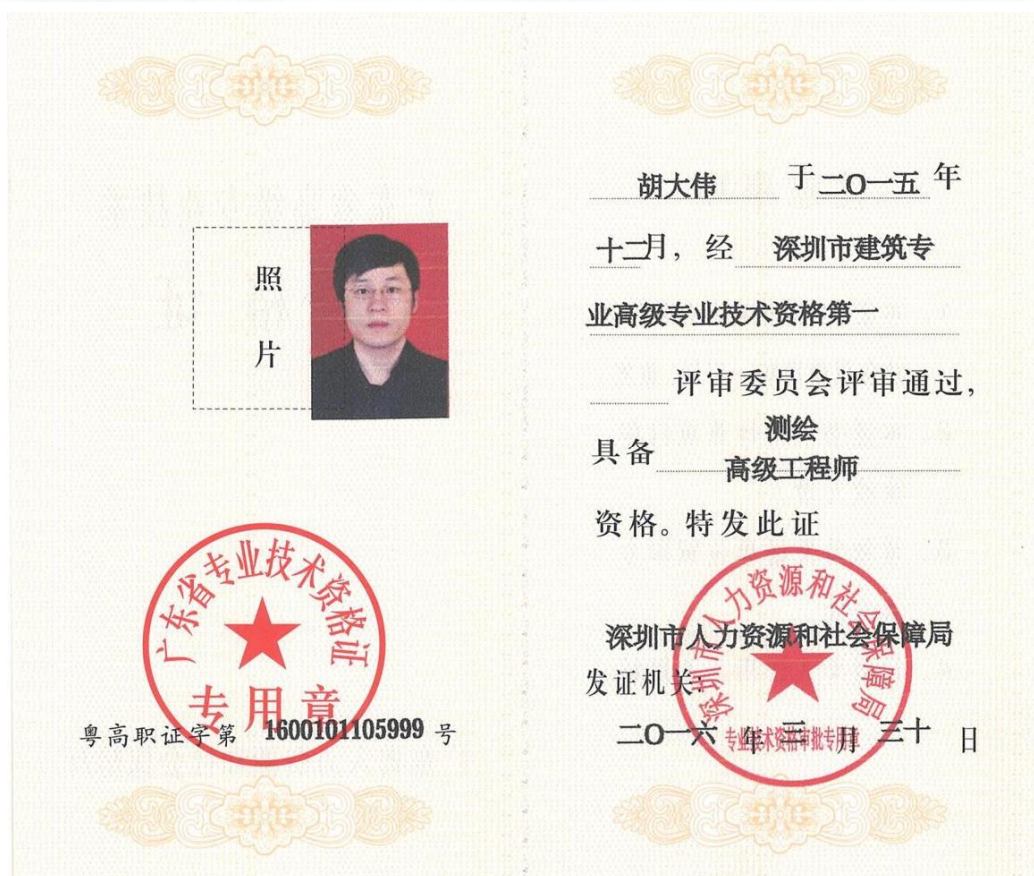 照
片
广东省专业技术资格证
专用章
粤高职证字第 1600101105999 号
胡大伟 于二O一五年
十二月，经 深圳市建筑专
业高级专业技术资格第一
评审委员会评审通过，
具备 测绘
高级工程师
资格。特发此证
深圳市人力资源和社会保障局
深圳市人力资源和社会保障局
发证机关：
专业技术资格审批专用章
二O一六 年 三 月 三十 日